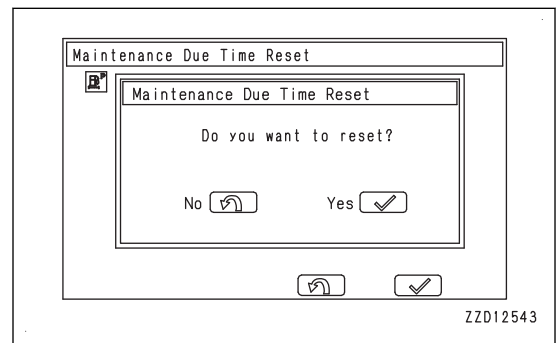 Maintenance Due Time Reset
Maintenance Due Time Reset
Do you want to reset?
No Yes
ZZD12543